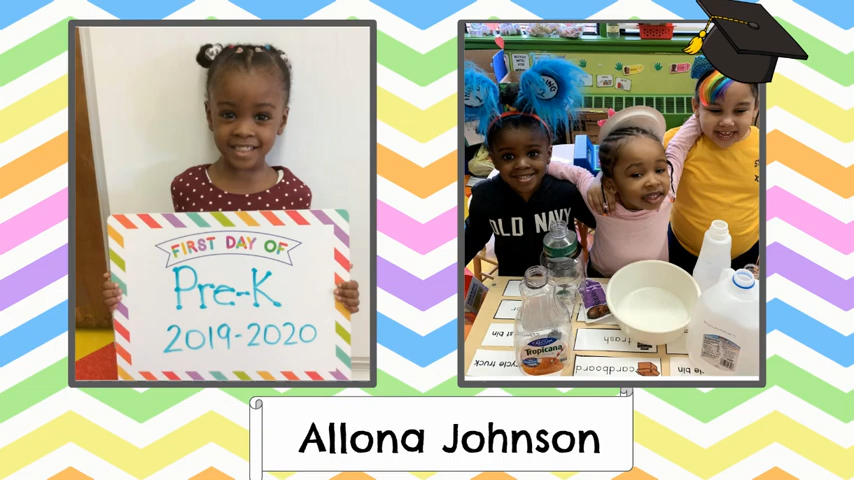 FIRST DAY OF
Pre-K
2019-2020
OLD NAVY
Tropicana
trash
cardboard
Allona Johnson